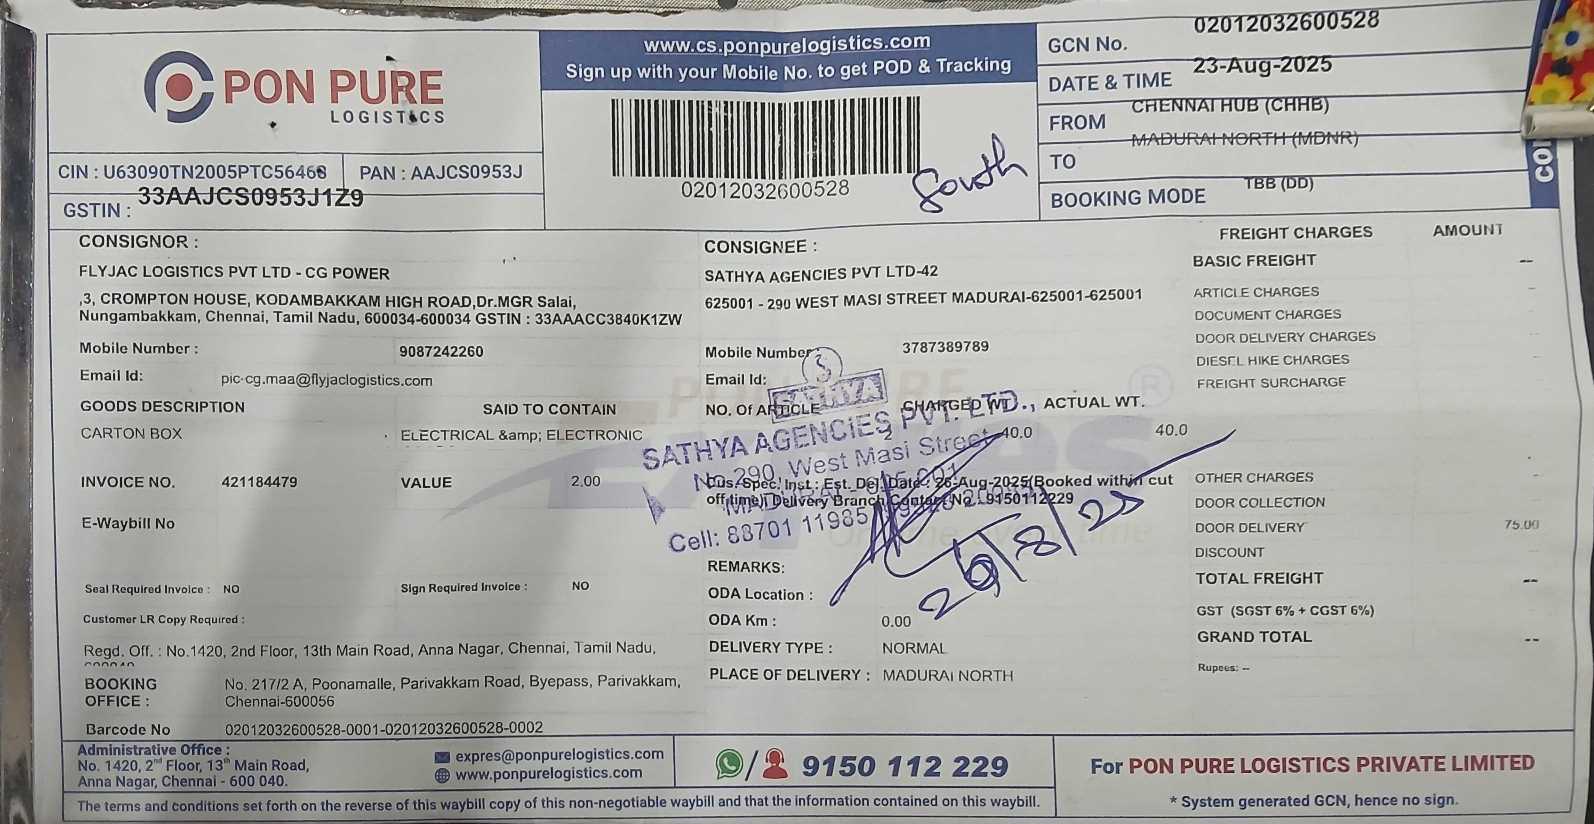 PON PURE
LOGISTICS
CIN : U63090TN2005PTC56468
PAN : AAJCS0953J
GSTIN : 33AAJCS0953J1Z9
www.cs.ponpurelogistics.com
Sign up with your Mobile No. to get POD & Tracking
02012032600528
South
GCN No. 02012032600528
DATE & TIME 23-Aug-2025
FROM CHENNAI HUB (CHHB)
TO MADURAI NORTH (MDNR)
BOOKING MODE TBB (DD)
CONSIGNOR :
FLYJAC LOGISTICS PVT LTD - CG POWER
,3, CROMPTON HOUSE, KODAMBAKKAM HIGH ROAD,Dr.MGR Salai,
Nungambakkam, Chennai, Tamil Nadu, 600034-600034 GSTIN : 33AAACC3840K1ZW
Mobile Number : 9087242260
Email Id: pic-cg.maa@flyjaclogistics.com
GOODS DESCRIPTION SAID TO CONTAIN
CARTON BOX ELECTRICAL &amp; ELECTRONIC
INVOICE NO. 421184479 VALUE 2.00
E-Waybill No
Seal Required Invoice : NO Sign Required Invoice : NO
Customer LR Copy Required :
Regd. Off. : No.1420, 2nd Floor, 13th Main Road, Anna Nagar, Chennai, Tamil Nadu,
BOOKING OFFICE : No. 217/2 A, Poonamalle, Parivakkam Road, Byepass, Parivakkam,
Chennai-600056
Barcode No 02012032600528-0001-02012032600528-0002
CONSIGNEE :
SATHYA AGENCIES PVT LTD-42
625001 - 290 WEST MASI STREET MADURAI-625001-625001
Mobile Number 3787389789
Email Id:
NO. Of ARTICLE CHARGED WT. ACTUAL WT.
2 40.0 40.0
Cus. Spec. Inst.: Est. Del. Date : 26-Aug-2025(Booked within cut
off time), Delivery Branch Contact No. :9150112229
3
SATHYA
SATHYA AGENCIES PVT. LTD.,
No.290, West Masi Street
MADURAI - 625 001
Cell: 88701 11985
26/8/25
REMARKS:
ODA Location :
ODA Km : 0.00
DELIVERY TYPE : NORMAL
PLACE OF DELIVERY : MADURAI NORTH
FREIGHT CHARGES AMOUNT
BASIC FREIGHT --
ARTICLE CHARGES
DOCUMENT CHARGES
DOOR DELIVERY CHARGES
DIESEL HIKE CHARGES
FREIGHT SURCHARGE
OTHER CHARGES
DOOR COLLECTION
DOOR DELIVERY 75.00
DISCOUNT
TOTAL FREIGHT --
GST (SGST 6% + CGST 6%)
GRAND TOTAL --
Rupees: --
Administrative Office :
No. 1420, 2nd Floor, 13th Main Road,
Anna Nagar, Chennai - 600 040.
expres@ponpurelogistics.com
www.ponpurelogistics.com
9150 112 229
For PON PURE LOGISTICS PRIVATE LIMITED
* System generated GCN, hence no sign.
The terms and conditions set forth on the reverse of this waybill copy of this non-negotiable waybill and that the information contained on this waybill.